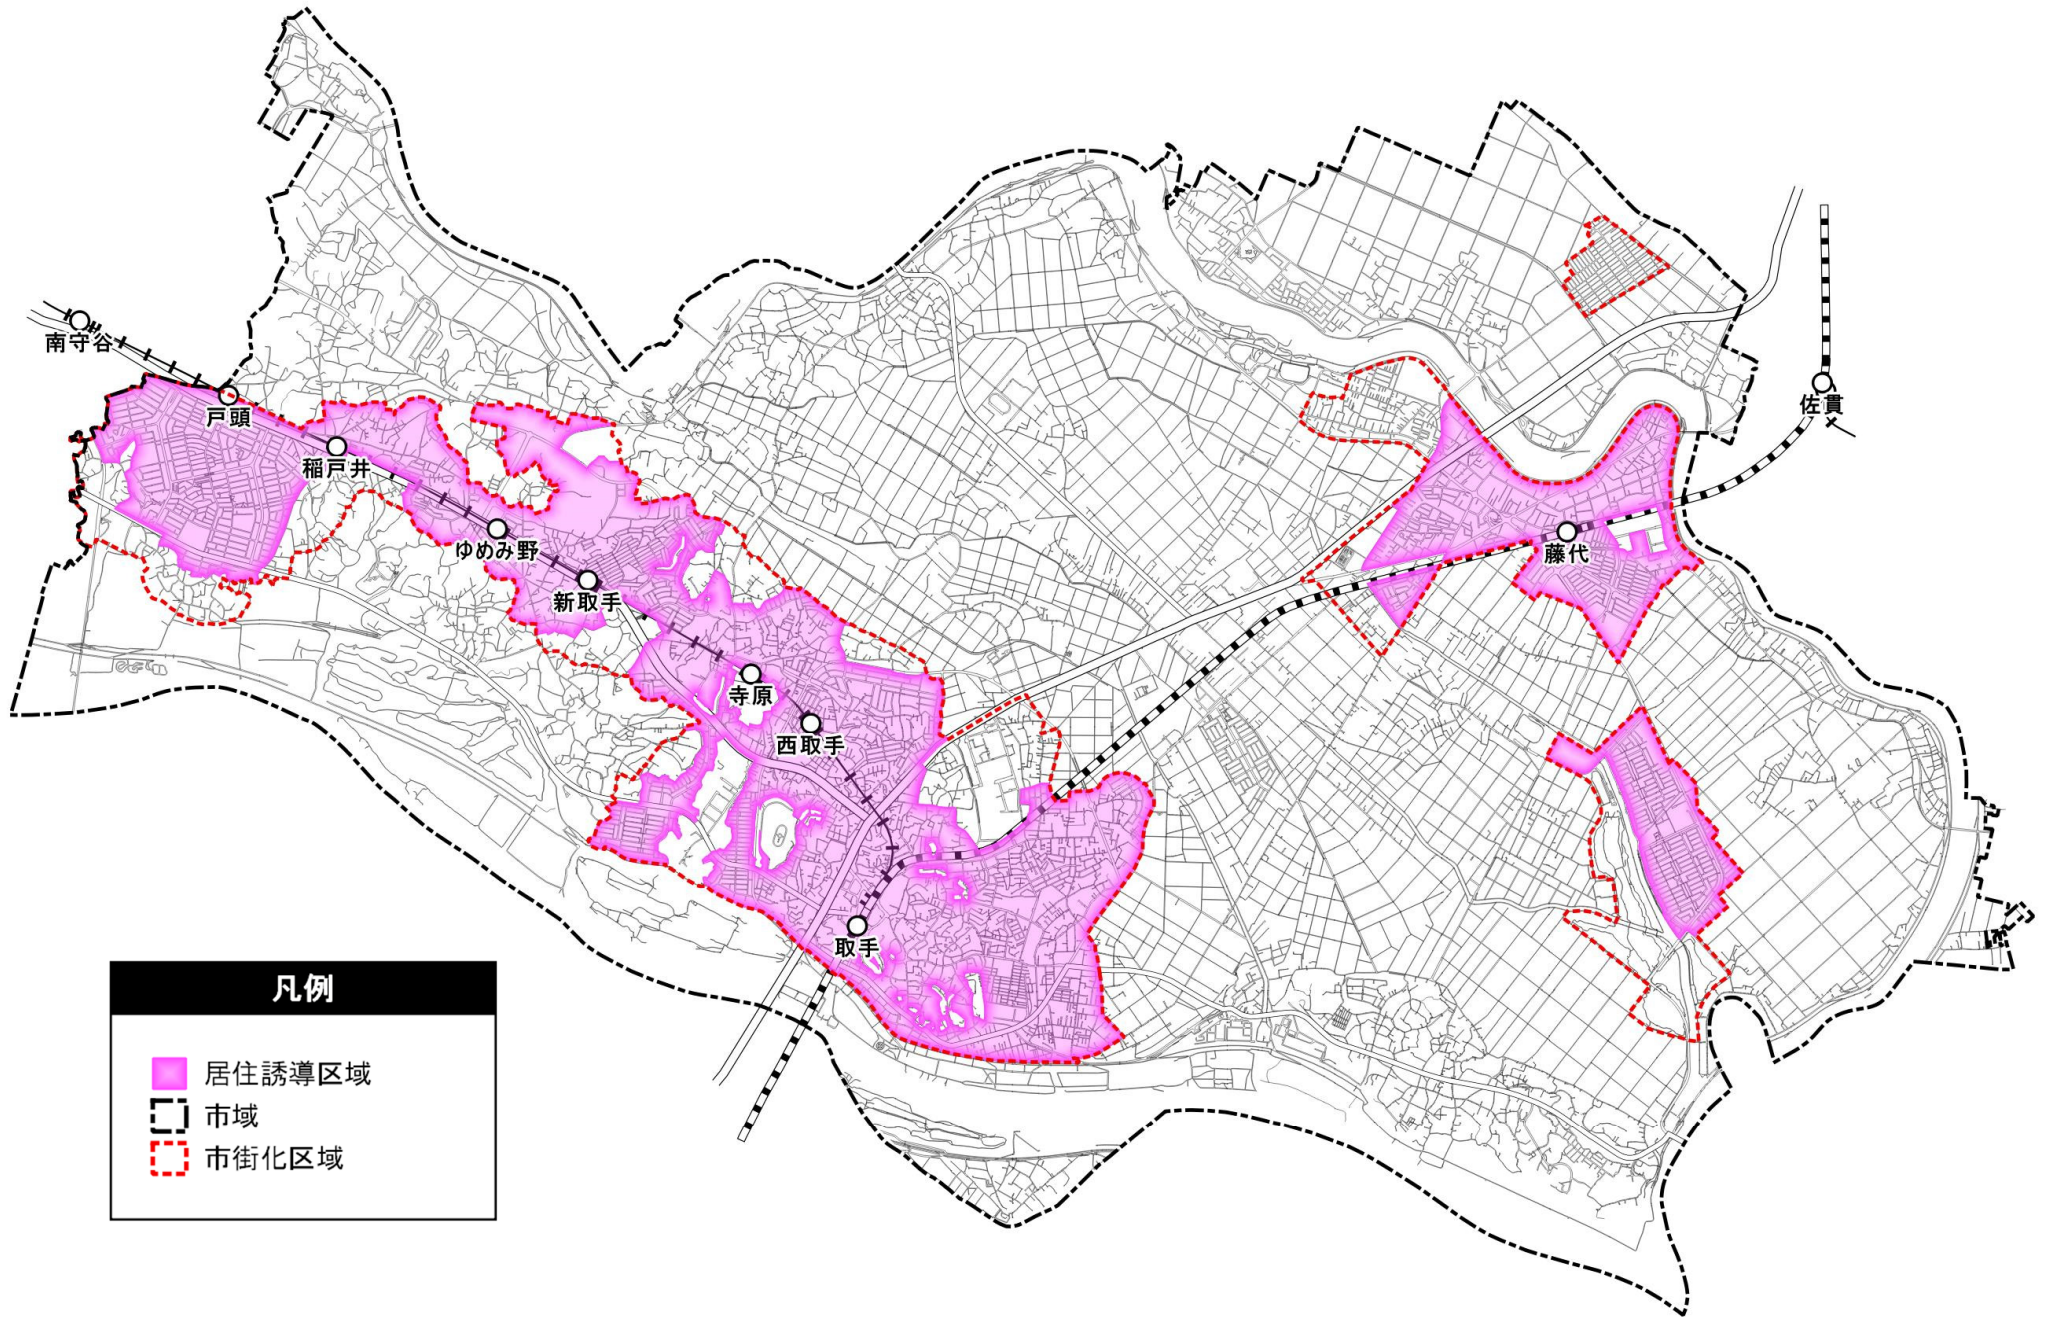 南守谷
戸頭
稲戸井
ゆめみ野
新取手
寺原
西取手
取手
藤代
佐貫
凡例
居住誘導区域
市域
市街化区域